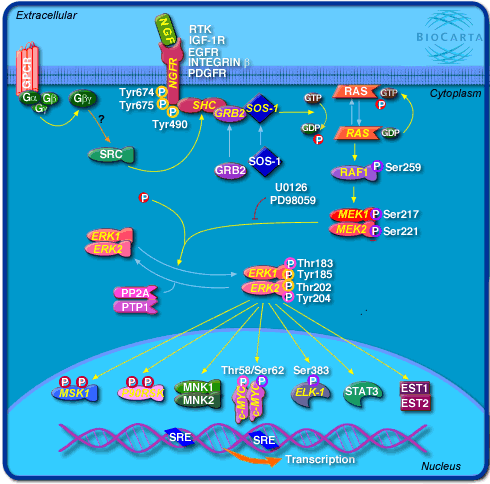 Extracellular
BIOCARTA
NGF
RTK
IGF-1R
EGFR
INTEGRIN β
PDGFR
GPCR
NGFR
Cytoplasm
Gα
Gβ
Gβγ
?
Tyr674
Tyr675
P
P
P
Tyr490
SHC
GRB2
SOS-1
GTP
GDP
P
RAS
GTP
P
RAS
GDP
SRC
GRB2
SOS-1
RAF1
P
Ser259
U0126
PD98059
P
MEK1
P
Ser217
MEK2
P
Ser221
ERK1
ERK2
PP2A
PTP1
ERK1
ERK2
P
Thr183
P
Tyr185
P
Thr202
P
Tyr204
Thr58/Ser62
Ser383
P P
MSK1
P P
MNK1
MNK2
P P
c-MYC
c-MYC
P
ELK-1
STAT3
EST1
EST2
SRE
SRE
Transcription
Nucleus